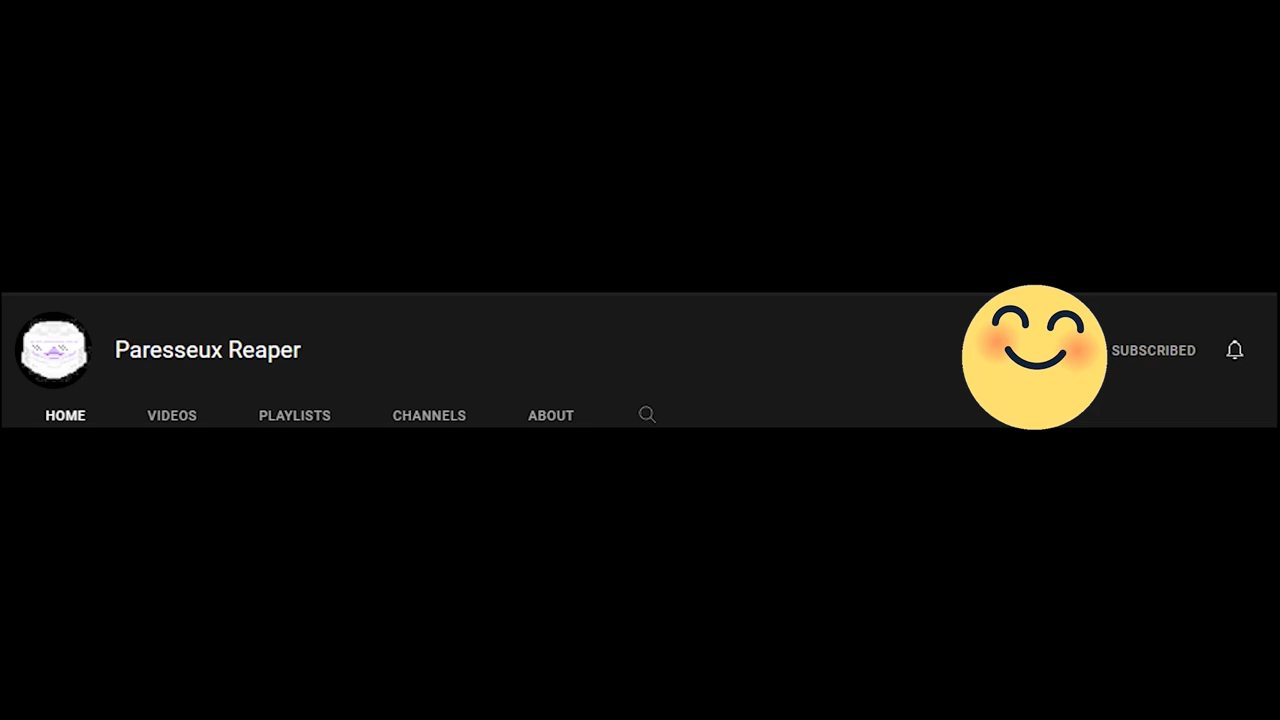 Paresseux Reaper
SUBSCRIBED
HOME VIDEOS PLAYLISTS CHANNELS ABOUT